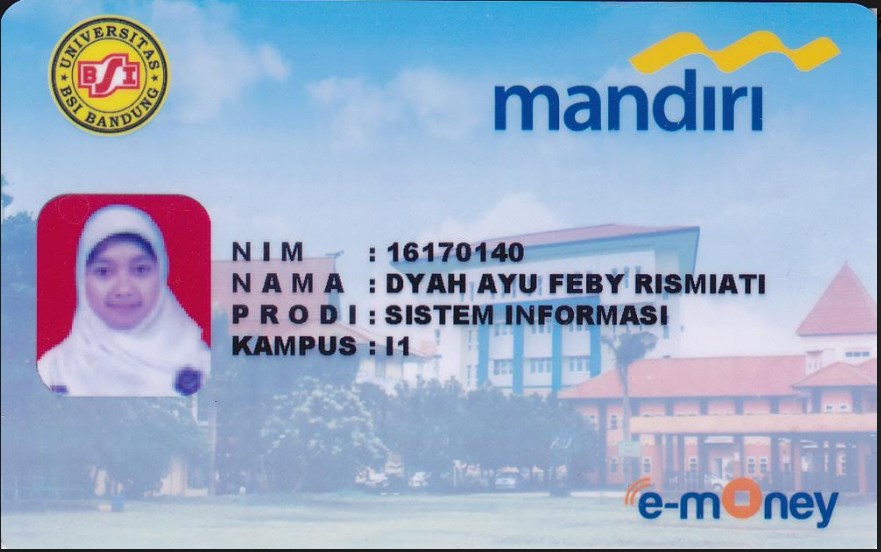 UNIVERSITAS
BSI
BSI BANDUNG
mandiri
NIM : 16170140
NAMA : DYAH AYU FEBY RISMIATI
PRODI : SISTEM INFORMASI
KAMPUS : I1
e-money